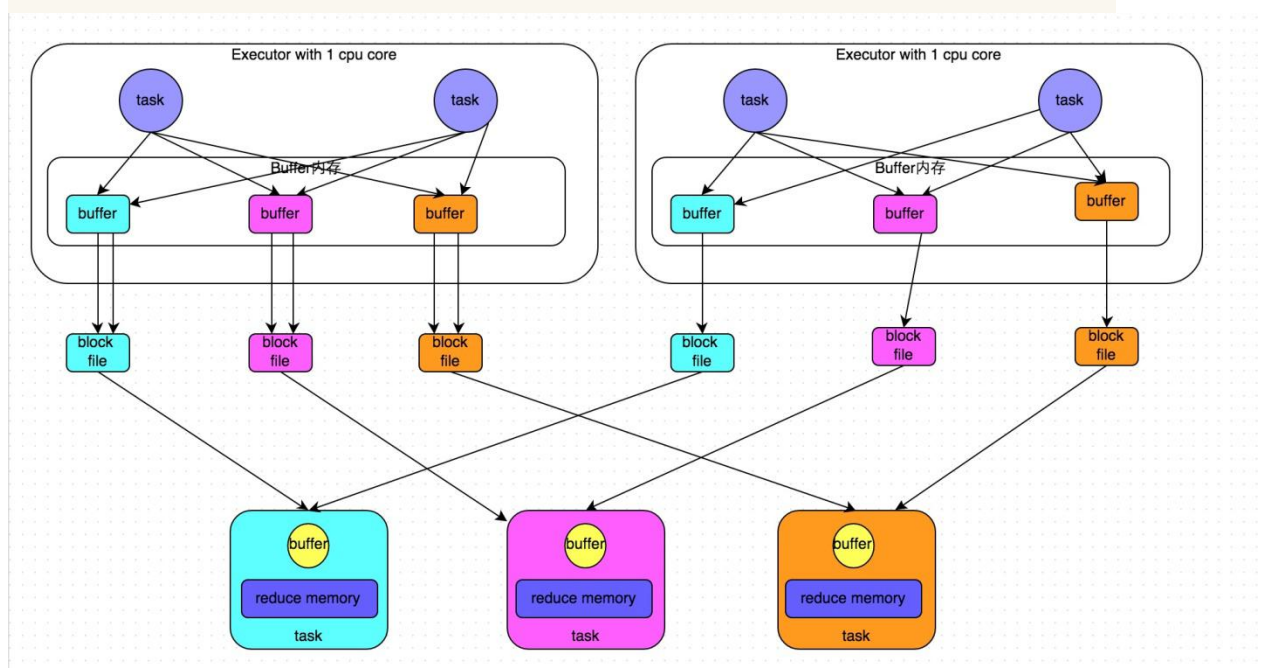 Executor with 1 cpu core
Executor with 1 cpu core
task
task
task
task
Buffer内存
Buffer内存
buffer
buffer
buffer
buffer
buffer
buffer
block
file
block
file
block
file
block
file
block
file
block
file
buffer
buffer
buffer
reduce memory
reduce memory
reduce memory
task
task
task